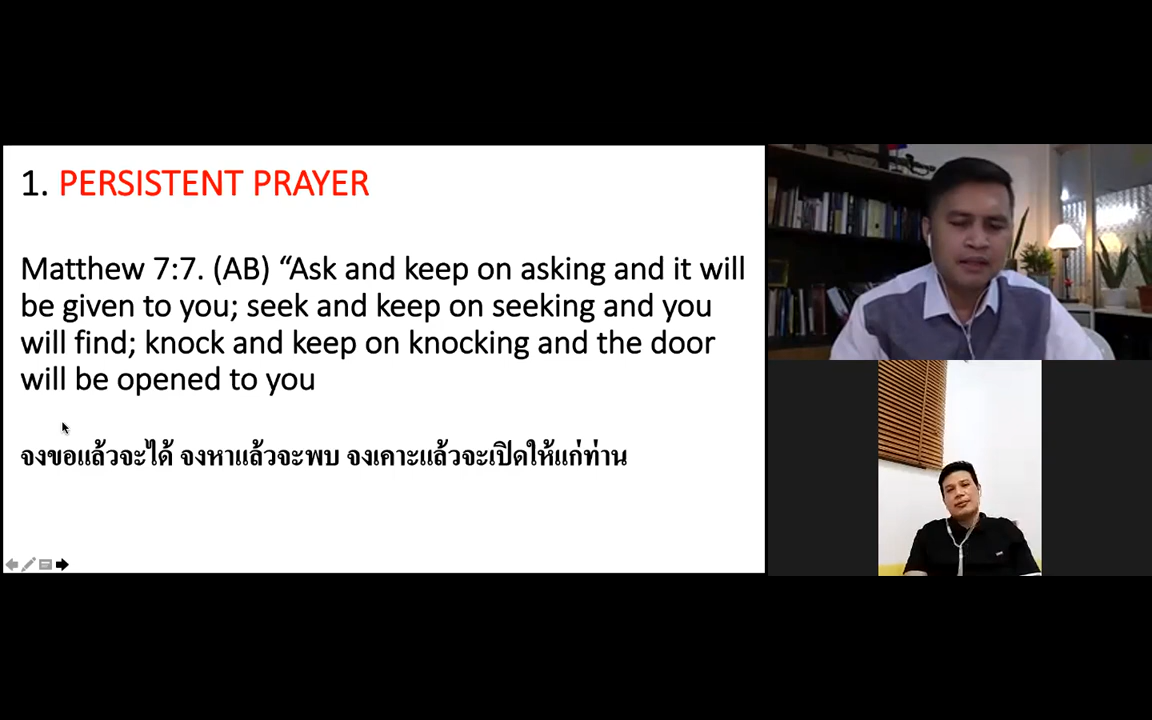 1. PERSISTENT PRAYER
Matthew 7:7. (AB) “Ask and keep on asking and it will
be given to you; seek and keep on seeking and you
will find; knock and keep on knocking and the door
will be opened to you
จงขอแล้วจะได้ จงหาแล้วจะพบ จงเคาะแล้วจะเปิดให้แก่ท่าน